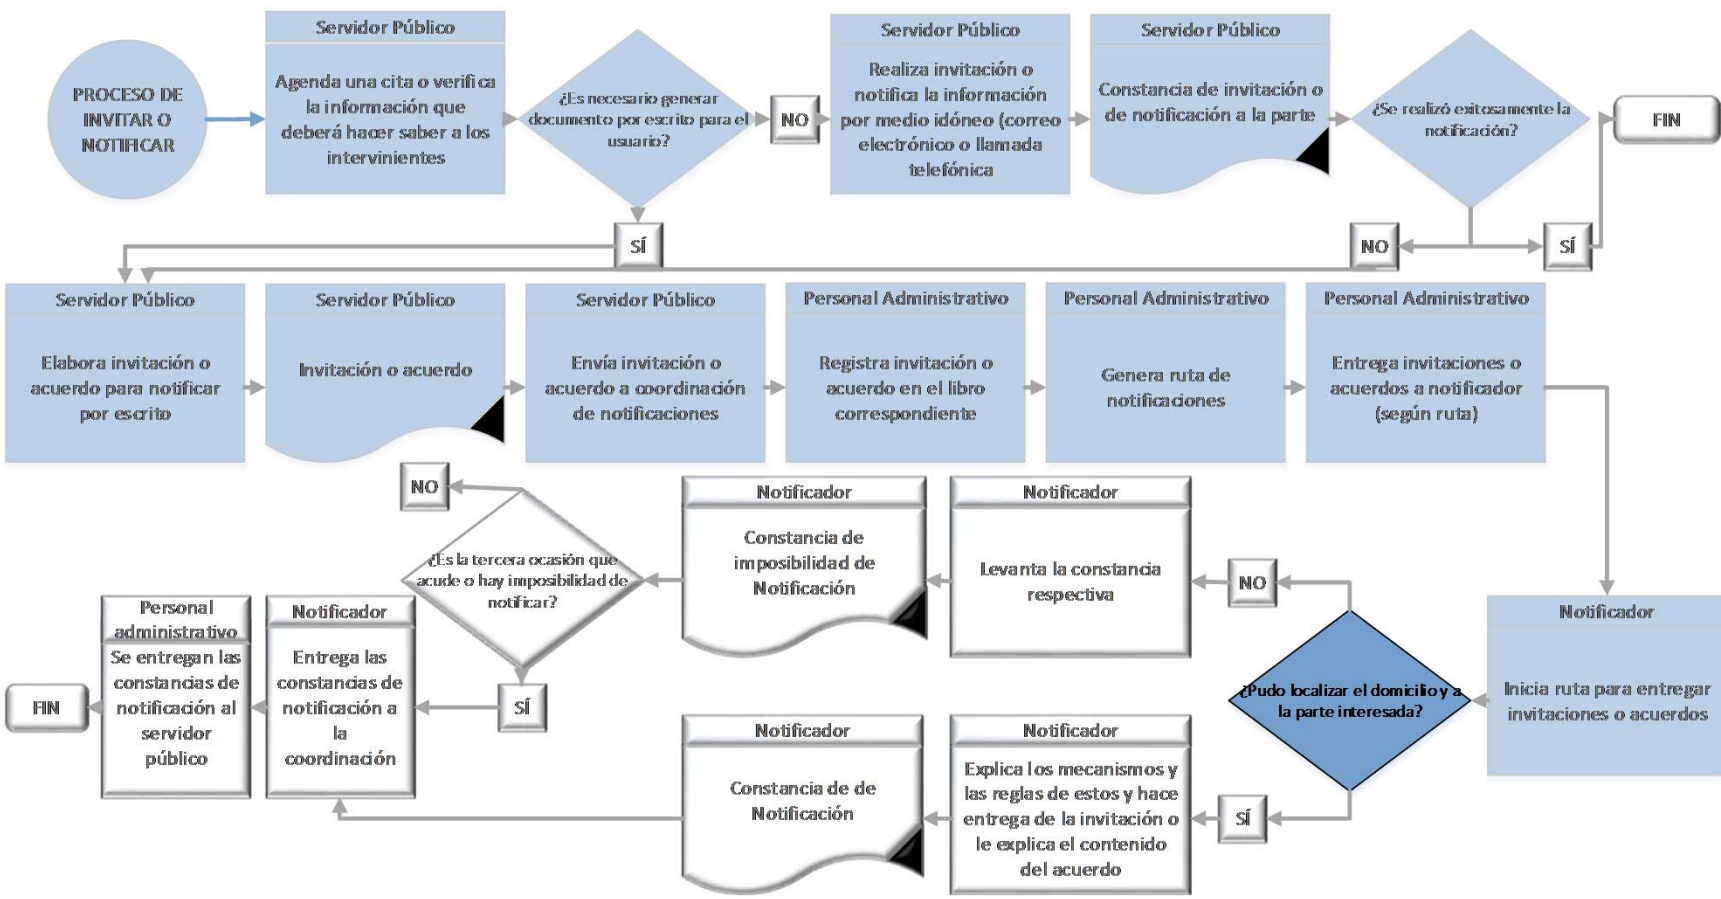 PROCESO DE
INVITAR O
NOTIFICAR
Servidor Público
Agenda una cita o verifica
la información que
deberá hacer saber a los
intervinientes
¿Es necesario generar
documento por escrito para el
usuario?
NO
Servidor Público
Realiza invitación o
notifica la información
por medio idóneo (correo
electrónico o llamada
telefónica
Servidor Público
Constancia de invitación o
de notificación a la parte
¿Se realizó exitosamente la
notificación?
FIN
SÍ
NO
SÍ
Servidor Público
Elabora invitación o
acuerdo para notificar
por escrito
Servidor Público
Invitación o acuerdo
Servidor Público
Envía invitación o
acuerdo a coordinación
de notificaciones
Personal Administrativo
Registra invitación o
acuerdo en el libro
correspondiente
Personal Administrativo
Genera ruta de
notificaciones
Personal Administrativo
Entrega invitaciones o
acuerdos a notificador
(según ruta)
Notificador
Inicia ruta para entregar
invitaciones o acuerdos
¿Pudo localizar el domicilio y a
la parte interesada?
NO
Notificador
Levanta la constancia
respectiva
Notificador
Constancia de
imposibilidad de
Notificación
¿Es la tercera ocasión que
acude o hay imposibilidad de
notificar?
NO
SÍ
SÍ
Notificador
Explica los mecanismos y
las reglas de estos y hace
entrega de la invitación o
le explica el contenido
del acuerdo
Notificador
Constancia de de
Notificación
Notificador
Entrega las
constancias de
notificación a
la
coordinación
Personal
administrativo
Se entregan las
constancias de
notificación al
servidor
público
FIN